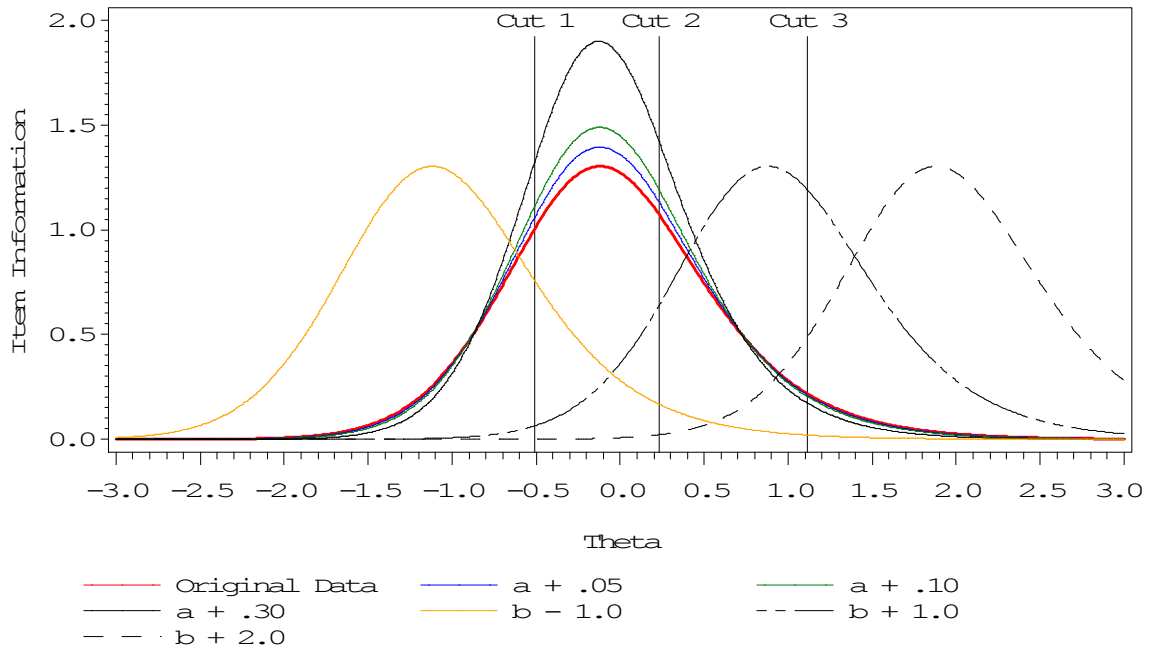 Cut 1 Cut 2 Cut 3
2.0
1.5
1.0
0.5
0.0
Item Information
−3.0 −2.5 −2.0 −1.5 −1.0 −0.5 0.0 0.5 1.0 1.5 2.0 2.5 3.0
Theta
Original Data a + .05 a + .10
a + .30 b − 1.0 b + 1.0
b + 2.0